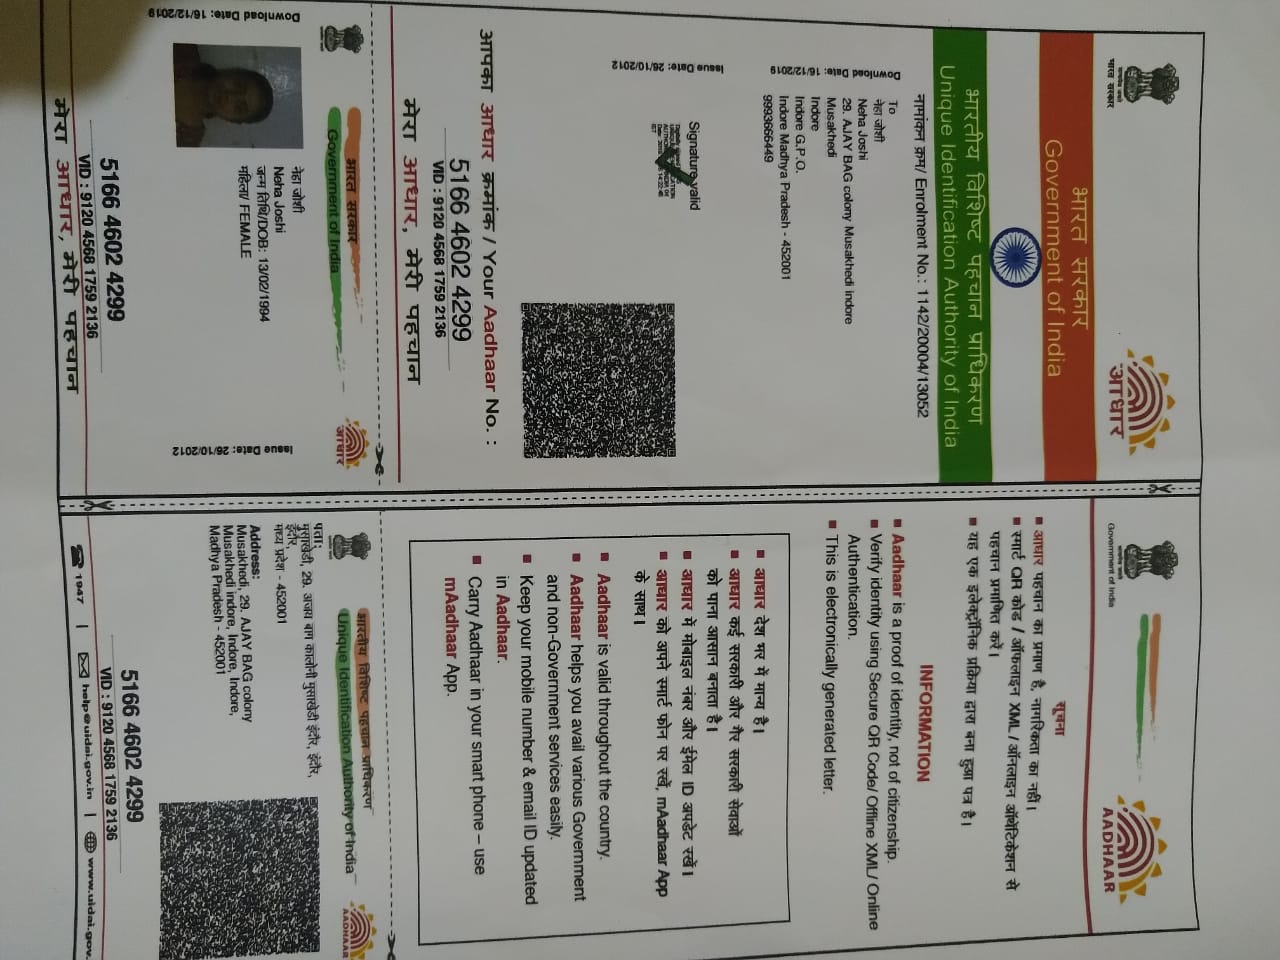 भारत सरकार
भारत सरकार
Government of India
भारतीय विशिष्ट पहचान प्राधिकरण
Unique Identification Authority of India
आधार
नामांकन क्रम/ Enrolment No.: 1142/20004/13052
To
नेहा जोशी
Neha Joshi
29, AJAY BAG colony Musakhedi indore
Musakhedi
Indore
Indore G.P.O.
Indore Madhya Pradesh - 452001
9993666449
Download Date: 16/12/2019
Issue Date: 26/10/2012
Signature valid
आपका आधार क्रमांक / Your Aadhaar No. :
5166 4602 4299
VID : 9120 4568 1759 2136
मेरा आधार, मेरी पहचान
भारत सरकार
Government of India
आधार
Download Date: 16/12/2019
Issue Date: 26/10/2012
नेहा जोशी
Neha Joshi
जन्म तिथि/DOB: 13/02/1994
महिला/ FEMALE
5166 4602 4299
VID : 9120 4568 1759 2136
मेरा आधार, मेरी पहचान
Government of India
AADHAAR
सूचना
आधार पहचान का प्रमाण है, नागरिकता का नहीं।
स्मार्ट QR कोड / ऑफलाइन XML / ऑनलाइन ऑथेंटिकेशन से
पहचान प्रमाणित करें।
यह एक इलेक्ट्रॉनिक प्रक्रिया द्वारा बना हुआ पत्र है।
INFORMATION
Aadhaar is a proof of identity, not of citizenship.
Verify identity using Secure QR Code/ Offline XML/ Online
Authentication.
This is electronically generated letter.
आधार देश भर में मान्य है।
आधार कई सरकारी और गैर सरकारी सेवाओं
को पाना आसान बनाता है।
आधार में मोबाइल नंबर और ईमेल ID अपडेट रखें।
आधार को अपने स्मार्ट फोन पर रखें, mAadhaar App
के साथ।
Aadhaar is valid throughout the country.
Aadhaar helps you avail various Government
and non-Government services easily.
Keep your mobile number & email ID updated
in Aadhaar.
Carry Aadhaar in your smart phone – use
mAadhaar App.
भारतीय विशिष्ट पहचान प्राधिकरण
Unique Identification Authority of India
AADHAAR
पता:
मुसाखेडी, 29, अजय बाग कालोनी मुसाखेडी इंदौर, इंदौर,
इंदौर,
मध्य प्रदेश - 452001
Address:
Musakhedi, 29, AJAY BAG colony
Musakhedi indore, Indore, Indore,
Madhya Pradesh - 452001
5166 4602 4299
VID : 9120 4568 1759 2136
1947 | help@uidai.gov.in | www.uidai.gov.